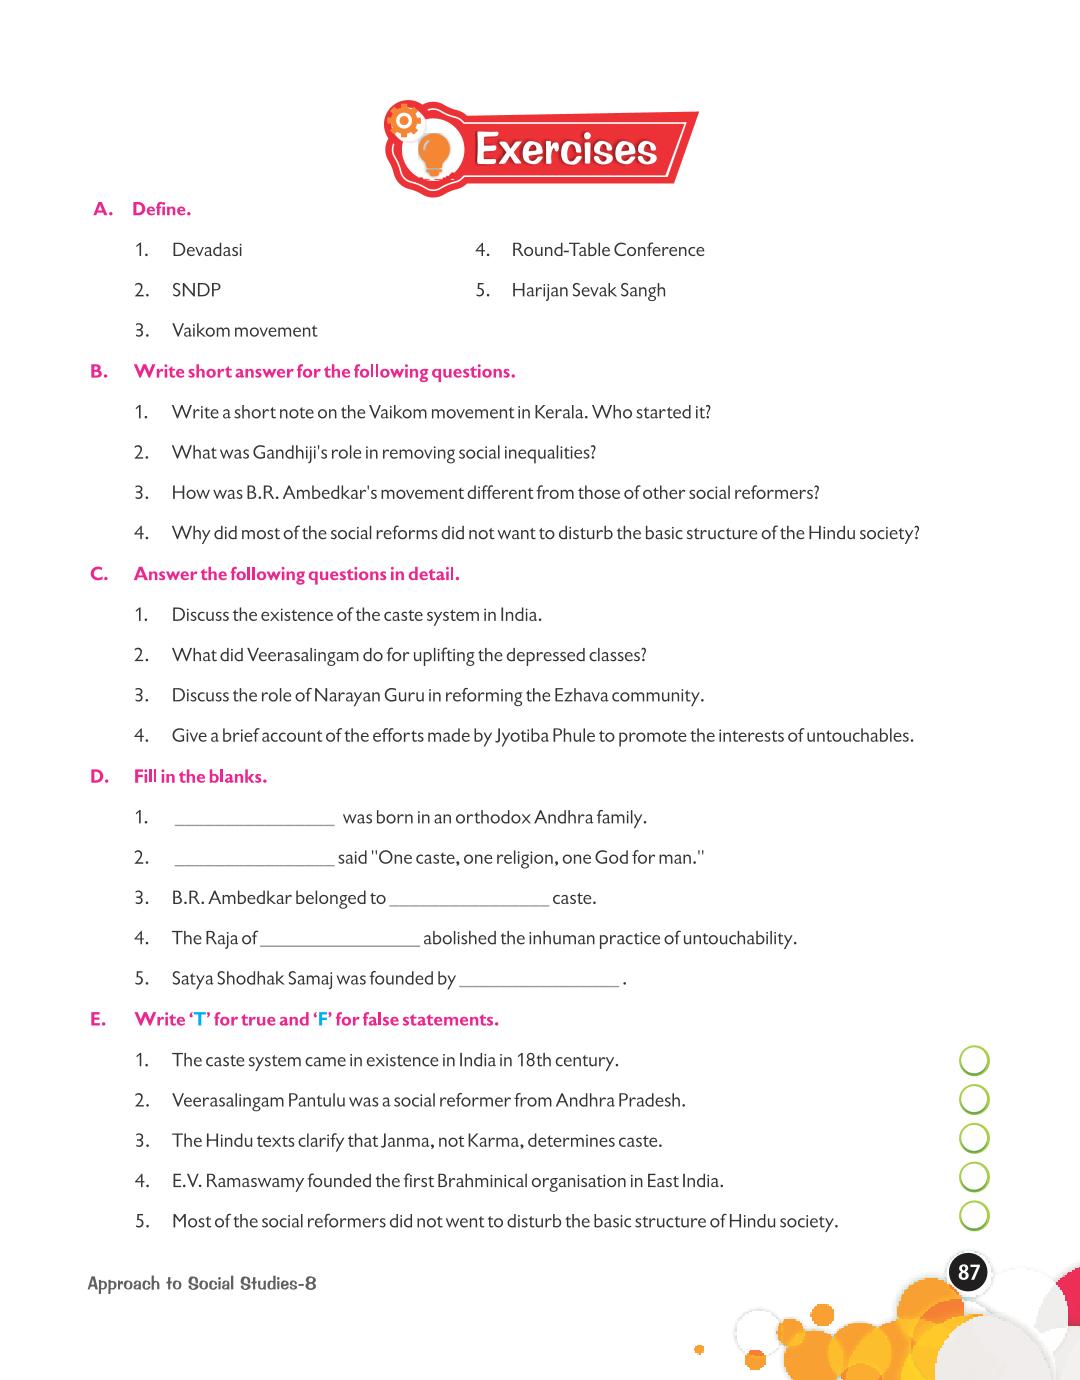 Exercises
A. Define.
1. Devadasi
4. Round-Table Conference
2. SNDP
5. Harijan Sevak Sangh
3. Vaikom movement
B. Write short answer for the following questions.
1. Write a short note on the Vaikom movement in Kerala. Who started it?
2. What was Gandhiji's role in removing social inequalities?
3. How was B.R. Ambedkar's movement different from those of other social reformers?
4. Why did most of the social reforms did not want to disturb the basic structure of the Hindu society?
C. Answer the following questions in detail.
1. Discuss the existence of the caste system in India.
2. What did Veerasalingam do for uplifting the depressed classes?
3. Discuss the role of Narayan Guru in reforming the Ezhava community.
4. Give a brief account of the efforts made by Jyotiba Phule to promote the interests of untouchables.
D. Fill in the blanks.
1. ________________ was born in an orthodox Andhra family.
2. ________________ said "One caste, one religion, one God for man."
3. B.R. Ambedkar belonged to ________________ caste.
4. The Raja of ________________ abolished the inhuman practice of untouchability.
5. Satya Shodhak Samaj was founded by ________________ .
E. Write ‘T’ for true and ‘F’ for false statements.
1. The caste system came in existence in India in 18th century.
2. Veerasalingam Pantulu was a social reformer from Andhra Pradesh.
3. The Hindu texts clarify that Janma, not Karma, determines caste.
4. E.V. Ramaswamy founded the first Brahminical organisation in East India.
5. Most of the social reformers did not went to disturb the basic structure of Hindu society.
Approach to Social Studies-8
87